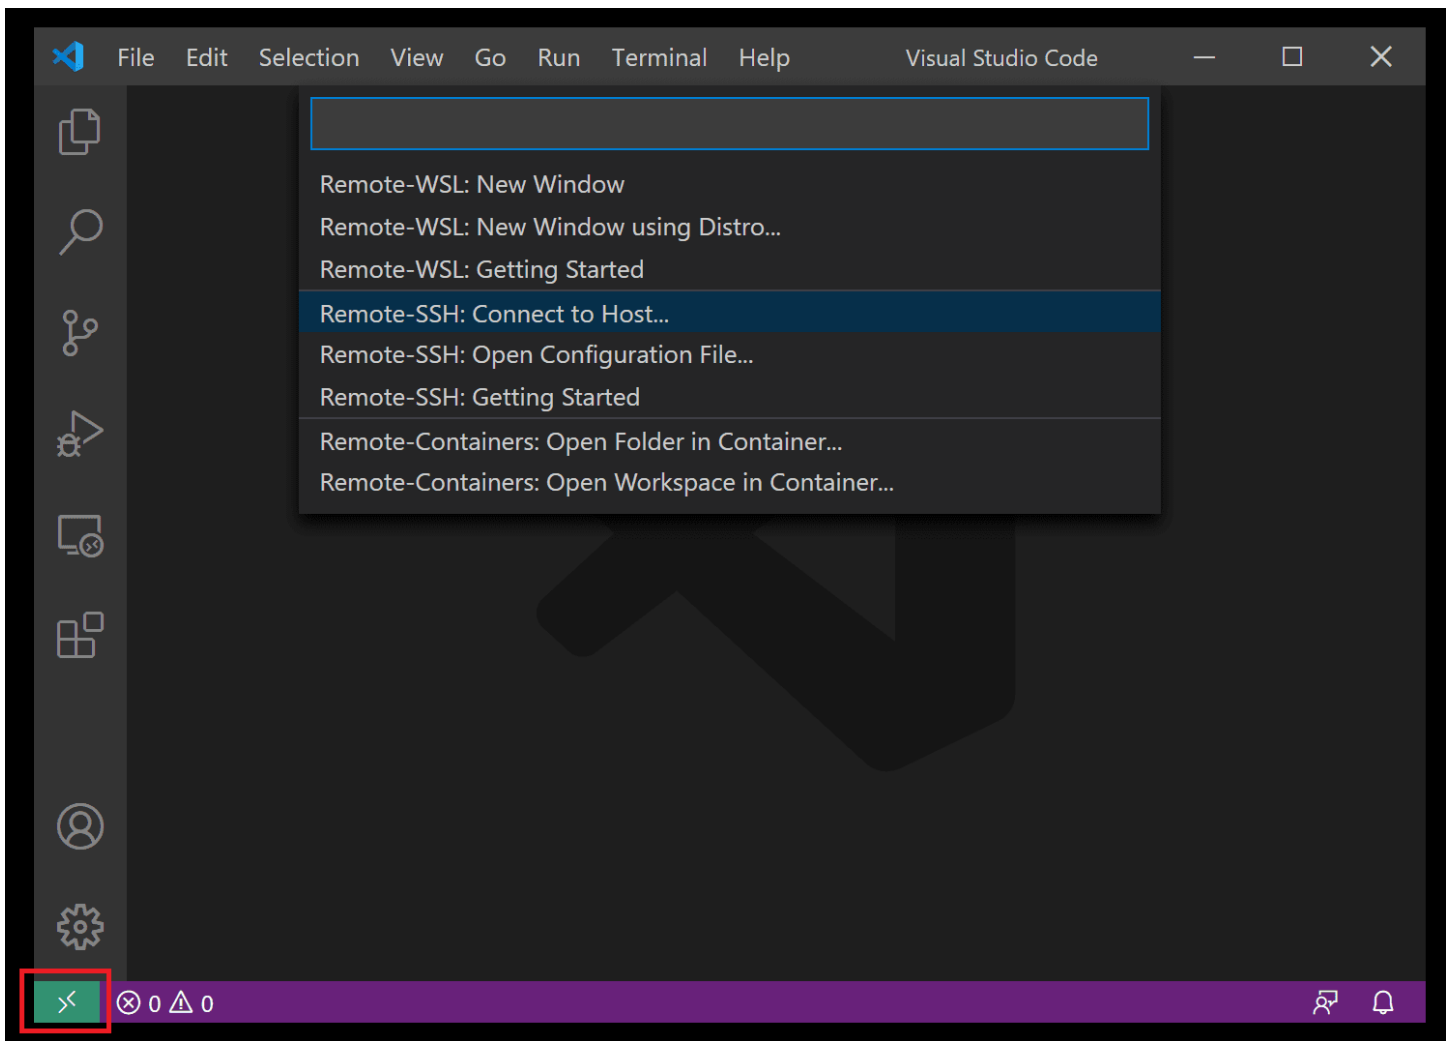 File Edit Selection View Go Run Terminal Help Visual Studio Code
Remote-WSL: New Window
Remote-WSL: New Window using Distro...
Remote-WSL: Getting Started
Remote-SSH: Connect to Host...
Remote-SSH: Open Configuration File...
Remote-SSH: Getting Started
Remote-Containers: Open Folder in Container...
Remote-Containers: Open Workspace in Container...
0 0